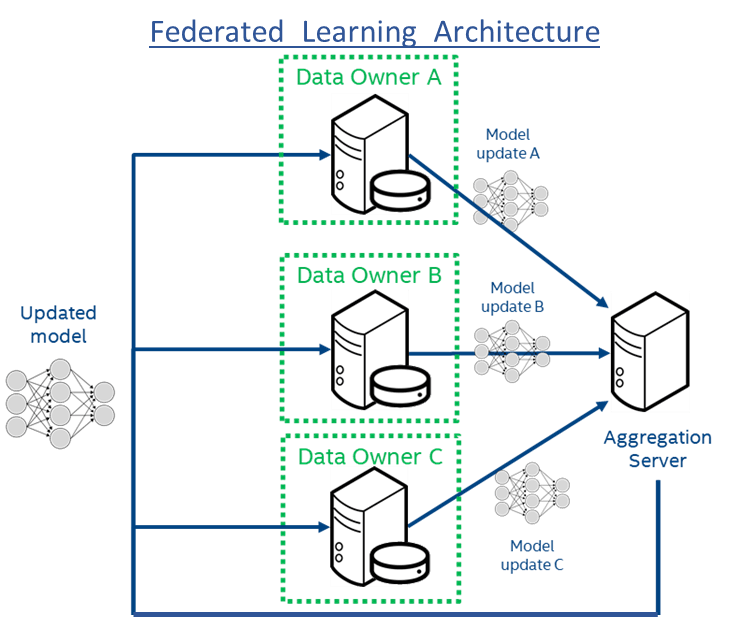 Federated Learning Architecture
Data Owner A
Model
update A
Data Owner B
Model
update B
Updated
model
Data Owner C
Aggregation
Server
Model
update C